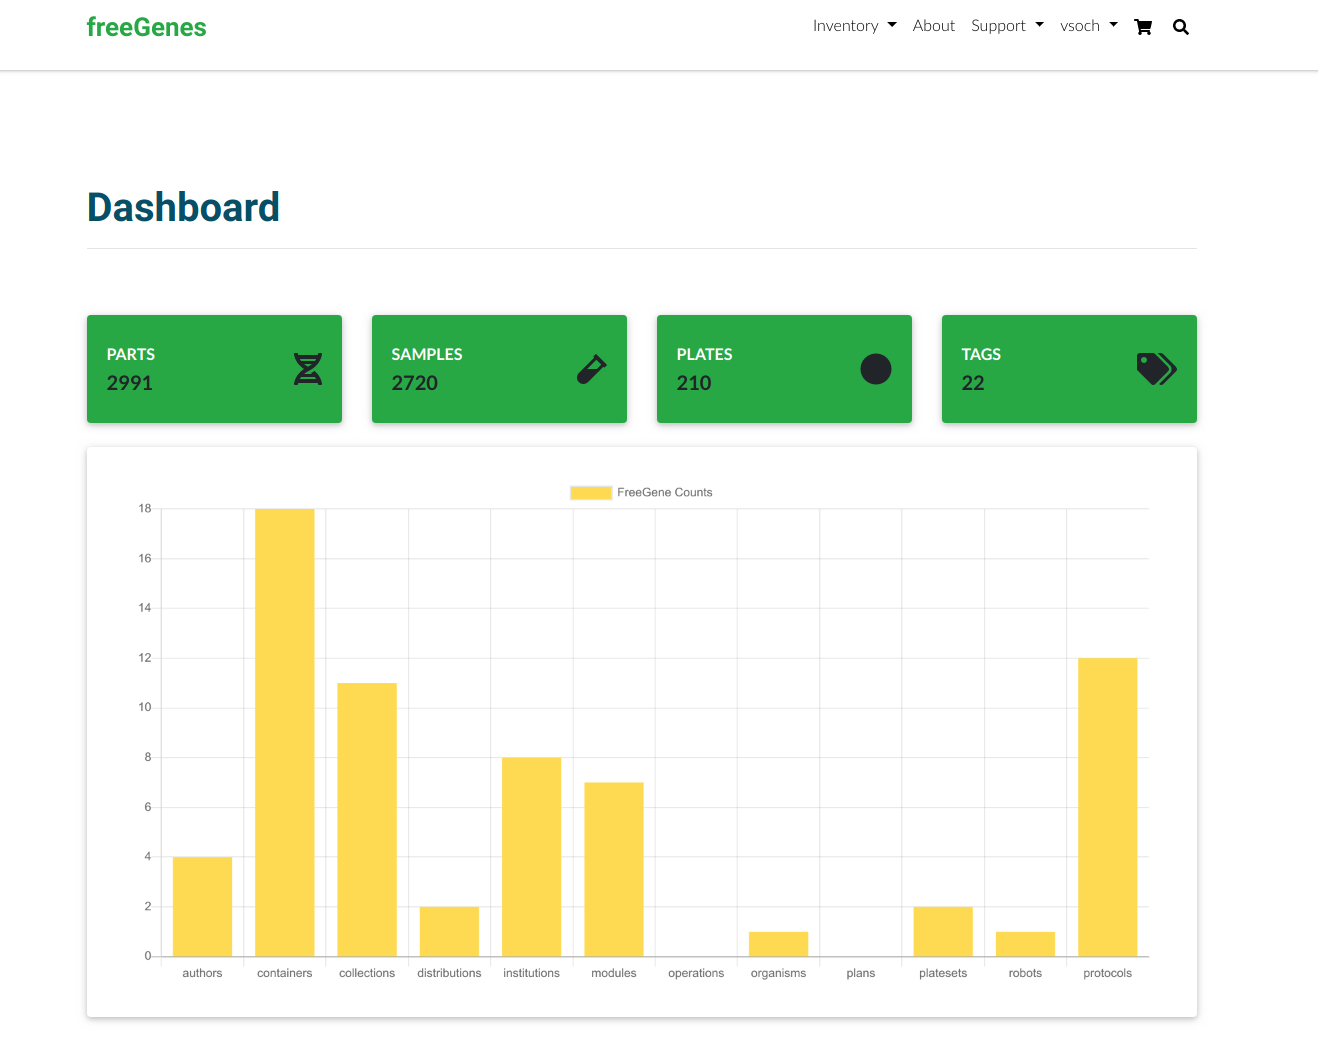 freeGenes
Inventory About Support vsoch
Dashboard
PARTS
2991
SAMPLES
2720
PLATES
210
TAGS
22
FreeGene Counts
18
16
14
12
10
8
6
4
2
0
authors containers collections distributions institutions modules operations organisms plans platesets robots protocols